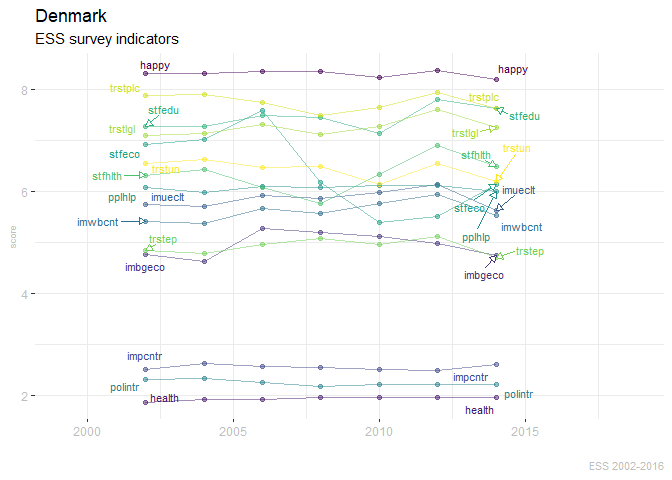 Denmark
ESS survey indicators
happy
happy
trstplc
trstplc
stfedu
stfedu
trstlgl
trstlgl
stfeco
trstun
stfhlth
trstun
stfhlth
pplhlp
imueclt
imueclt
stfeco
imwbcnt
imwbcnt
pplhlp
trstep
trstep
imbgeco
imbgeco
impcntr
impcntr
polintr
polintr
health
health
score
8
6
4
2
2000
2005
2010
2015
ESS 2002-2016